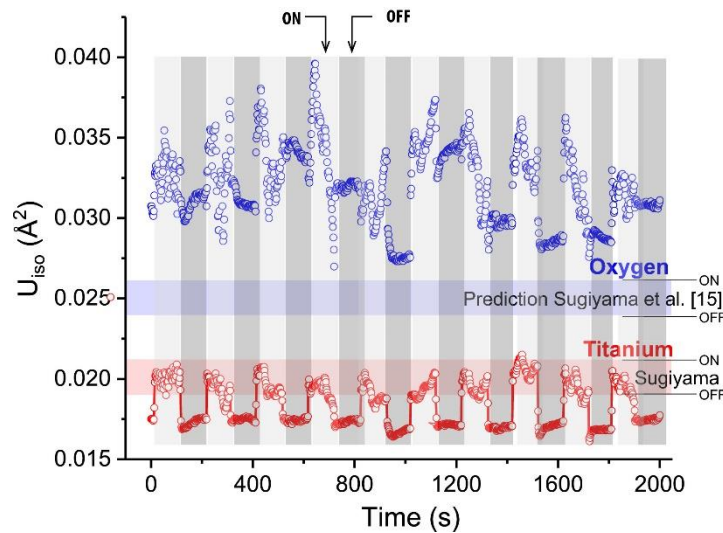 ON OFF
0.040
0.035
0.030
0.025
0.020
0.015
Uiso (Å²)
Oxygen
ON
Prediction Sugiyama et al. [15]
OFF
Titanium
ON
Sugiyama
OFF
0 400 800 1200 1600 2000
Time (s)